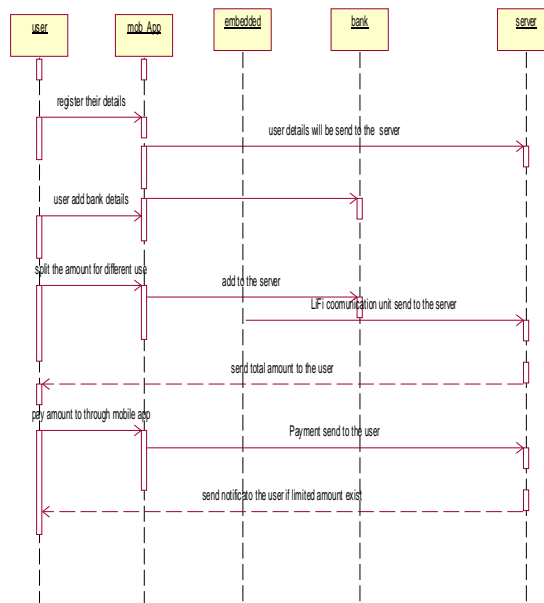 user
mob_App
embedded
bank
server
register their details
user details will be send to the server
user add bank details
split the amount for different use
add to the server
LiFi coomunication unit send to the server
send total amount to the user
pay amount to through mobile app
Payment send to the user
send notificato the user if limited amount exist